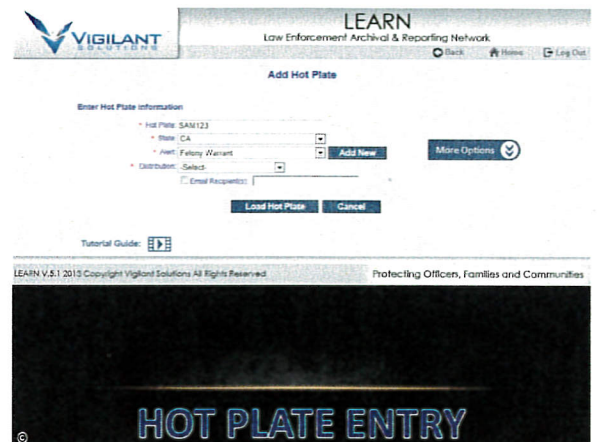 VIGILANT
SOLUTIONS
LEARN
Law Enforcement Archival & Reporting Network
Back Home Log Out
Add Hot Plate
Enter Hot Plate information
* Hot Plate: SAM123
* State: CA
* Alert: Felony Warrant Add New More Options
* Distribution: -Select-
Email Recipient(s):
Load Hot Plate Cancel
Tutorial Guide:
LEARN V.5.1 2013 Copyright Vigilant Solutions All Rights Reserved Protecting Officers, Families and Communities
HOT PLATE ENTRY
©